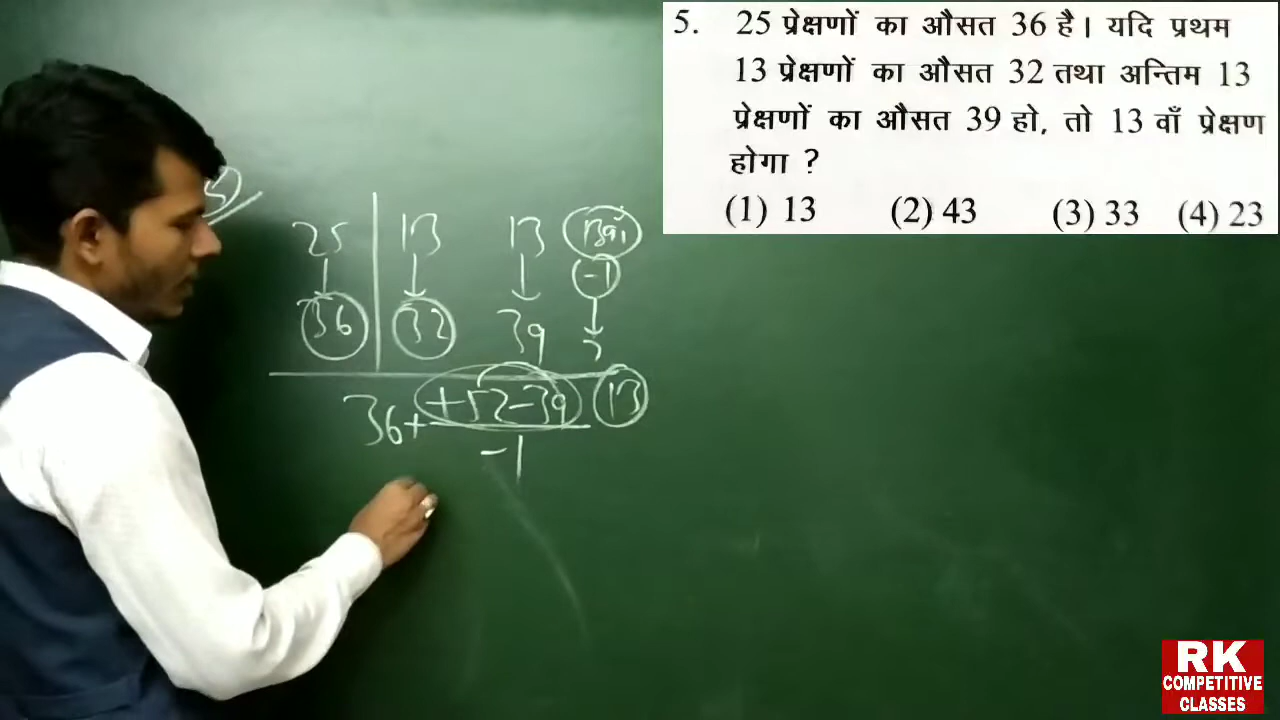 5. 25 प्रेक्षणों का औसत 36 है। यदि प्रथम
13 प्रेक्षणों का औसत 32 तथा अन्तिम 13
प्रेक्षणों का औसत 39 हो, तो 13 वाँ प्रेक्षण
होगा ?
(1) 13 (2) 43 (3) 33 (4) 23
5)
25 13 13 13वाँ
-1
36 32 39 ?
36+ +52-39 13
-1
RK
COMPETITIVE
CLASSES